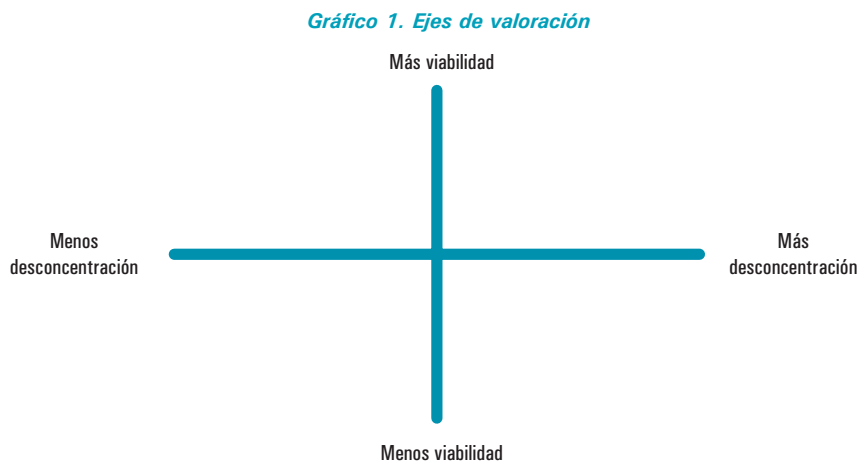 Gráfico 1. Ejes de valoración
Más viabilidad
Menos
desconcentración
Más
desconcentración
Menos viabilidad